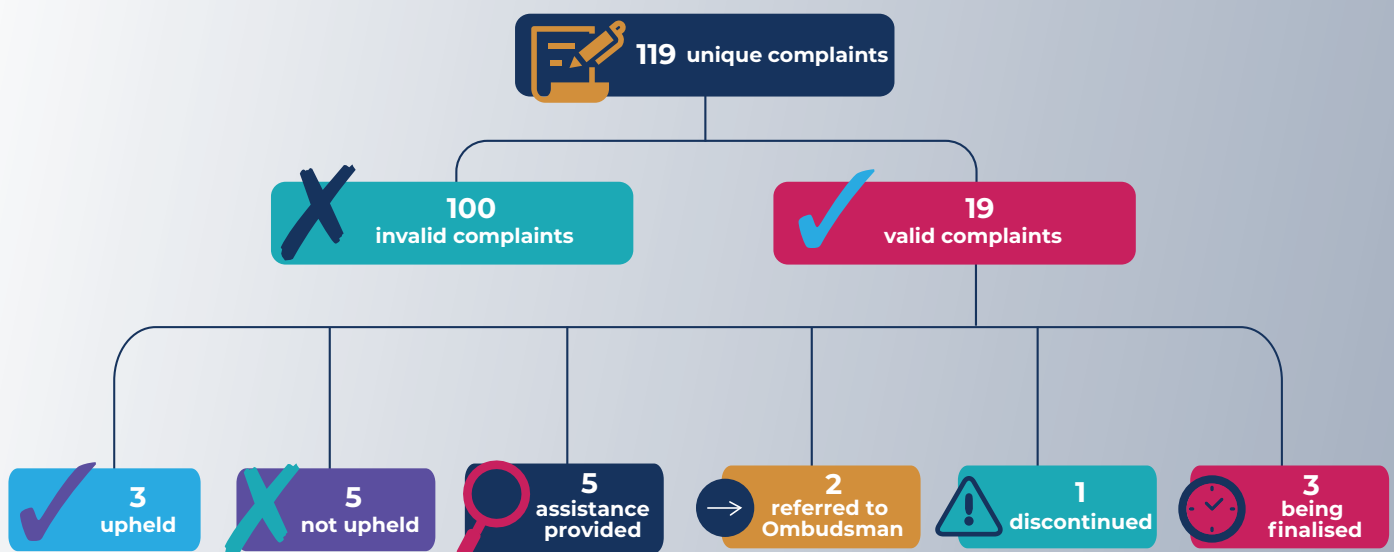 119 unique complaints
100
invalid complaints
19
valid complaints
3
upheld
5
not upheld
5
assistance
provided
2
referred to
Ombudsman
1
discontinued
3
being
finalised